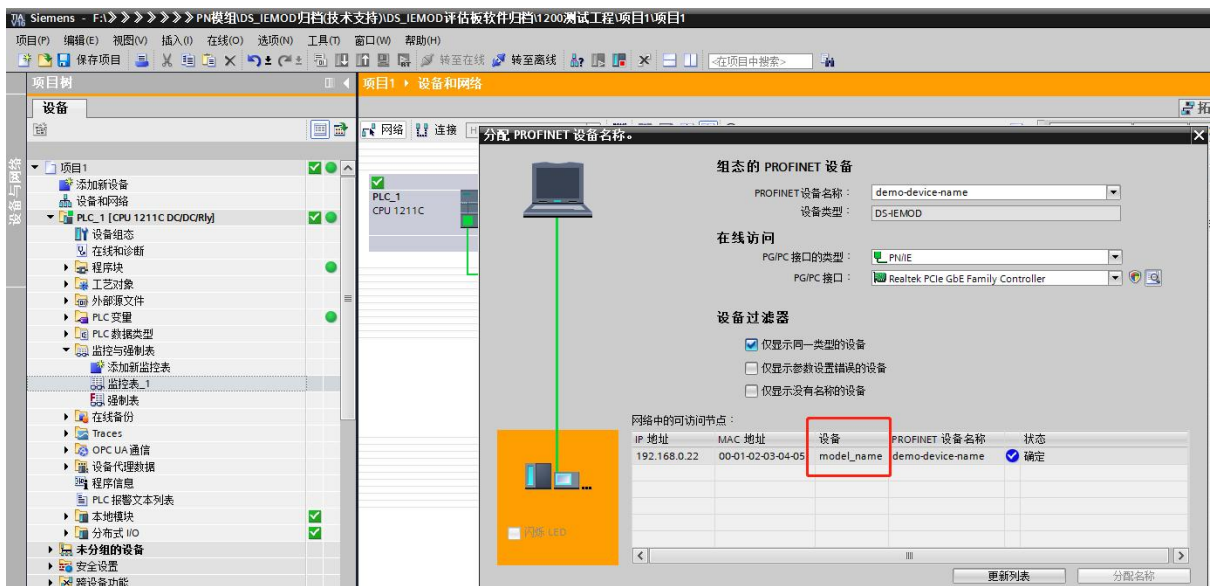 Siemens - F:\》》》》》》》PN模组\DS_IEMOD归档(技术支持)\DS_IEMOD评估板软件归档\1200测试工程\项目1\项目1
项目(P) 编辑(E) 视图(V) 插入(I) 在线(O) 选项(N) 工具(T) 窗口(W) 帮助(H)
保存项目 转至在线 转至离线 <在项目中搜索>
项目树
项目1 ▸ 设备和网络
设备
拓
网络 连接
设备与网络
项目1
添加新设备
设备和网络
PLC_1 [CPU 1211C DC/DC/Rly]
设备组态
在线和诊断
程序块
工艺对象
外部源文件
PLC 变量
PLC 数据类型
监控与强制表
添加新监控表
监控表_1
强制表
在线备份
Traces
OPC UA 通信
设备代理数据
程序信息
PLC 报警文本列表
本地模块
分布式 I/O
未分组的设备
安全设置
跨设备功能
PLC_1
CPU 1211C
分配 PROFINET 设备名称。
组态的 PROFINET 设备
PROFINET 设备名称： demo-device-name
设备类型： DS-IEMOD
在线访问
PG/PC 接口的类型： PN/IE
PG/PC 接口： Realtek PCIe GbE Family Controller
设备过滤器
仅显示同一类型的设备
仅显示参数设置错误的设备
仅显示没有名称的设备
网络中的可访问节点：
IP 地址 MAC 地址 设备 PROFINET 设备名称 状态
192.168.0.22 00-01-02-03-04-05 model_name demo-device-name 确定
闪烁 LED
更新列表 分配名称